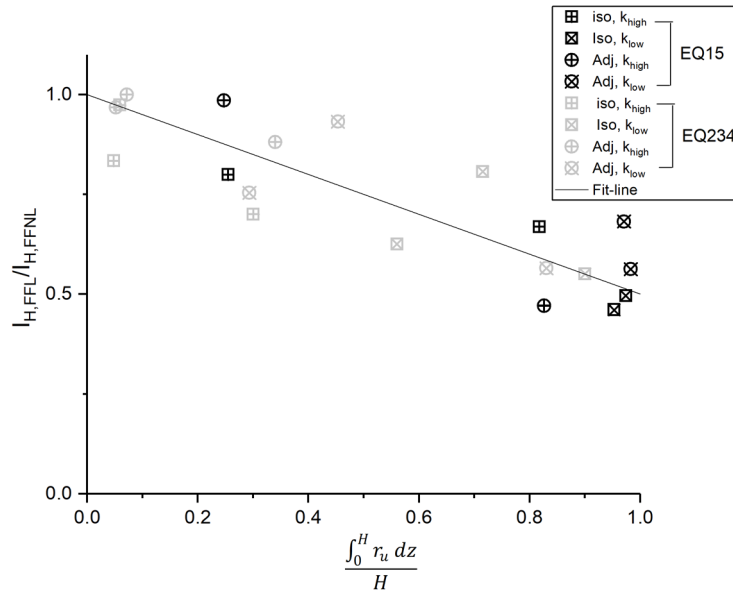 iso, k_high
Iso, k_low
Adj, k_high
Adj, k_low
EQ15
iso, k_high
Iso, k_low
Adj, k_high
Adj, k_low
EQ234
Fit-line
I_H,FFL/I_H,FFNL
1.0
0.5
0.0
0.0 0.2 0.4 0.6 0.8 1.0
∫_0^H r_u dz
H